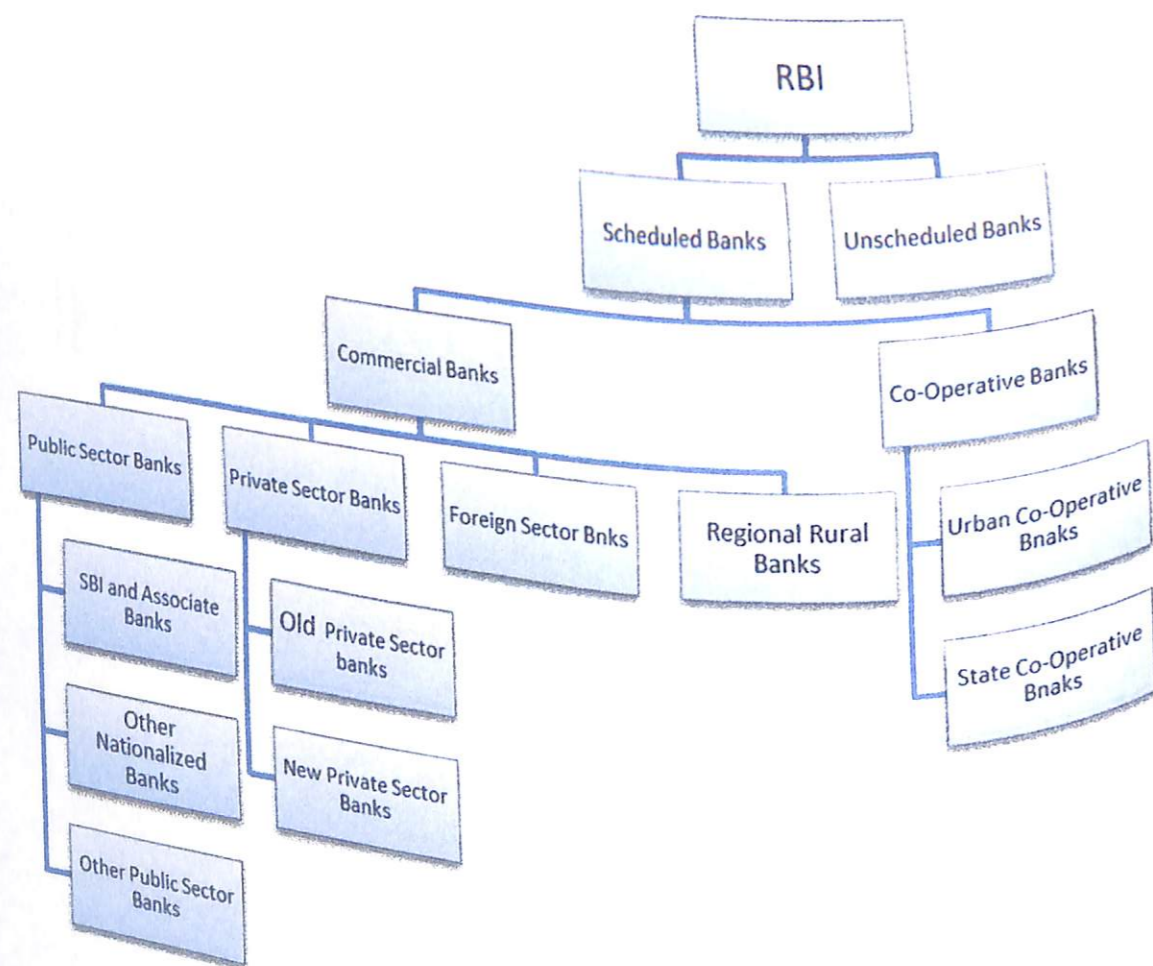 RBI
Scheduled Banks
Unscheduled Banks
Commercial Banks
Co-Operative Banks
Public Sector Banks
Private Sector Banks
Foreign Sector Bnks
Regional Rural
Banks
Urban Co-Operative
Bnaks
State Co-Operative
Bnaks
SBI and Associate
Banks
Other
Nationalized
Banks
Other Public Sector
Banks
Old Private Sector
banks
New Private Sector
Banks